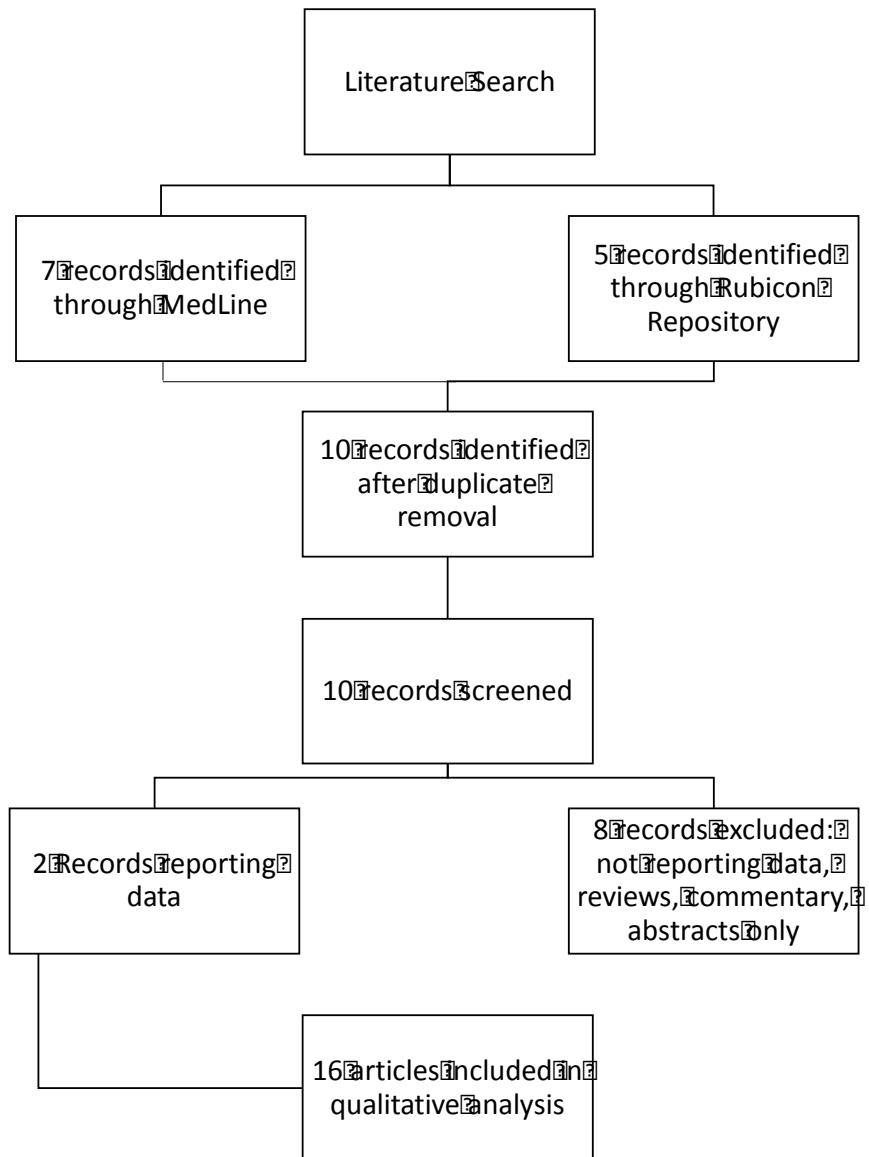 Literature Search
7 records identified
through MedLine
5 records identified
through Rubicon
Repository
10 records identified
after duplicate
removal
10 records screened
2 Records reporting
data
8 records excluded:
not reporting data,
reviews, commentary,
abstracts only
16 articles included in
qualitative analysis